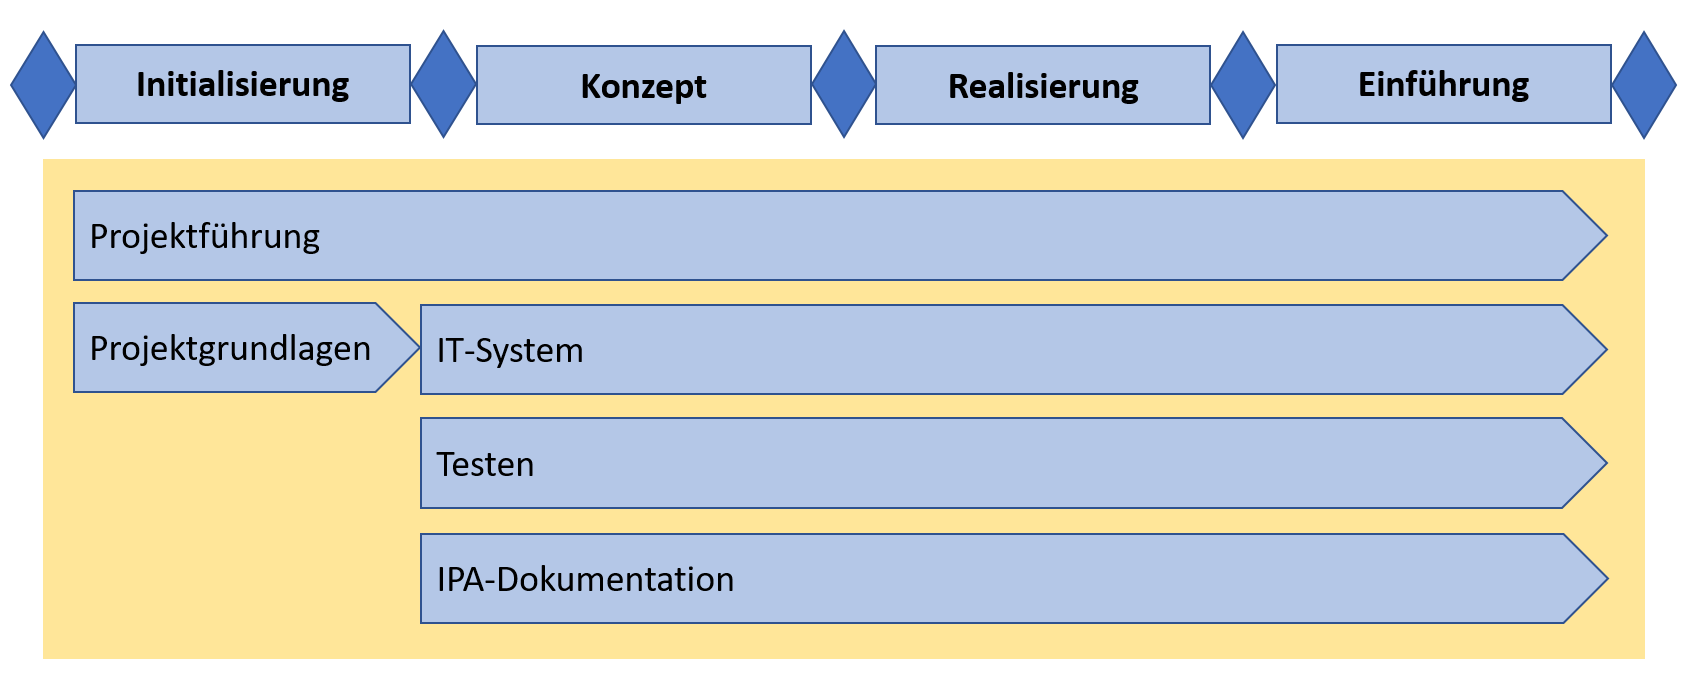 Initialisierung
Konzept
Realisierung
Einführung
Projektführung
Projektgrundlagen
IT-System
Testen
IPA-Dokumentation